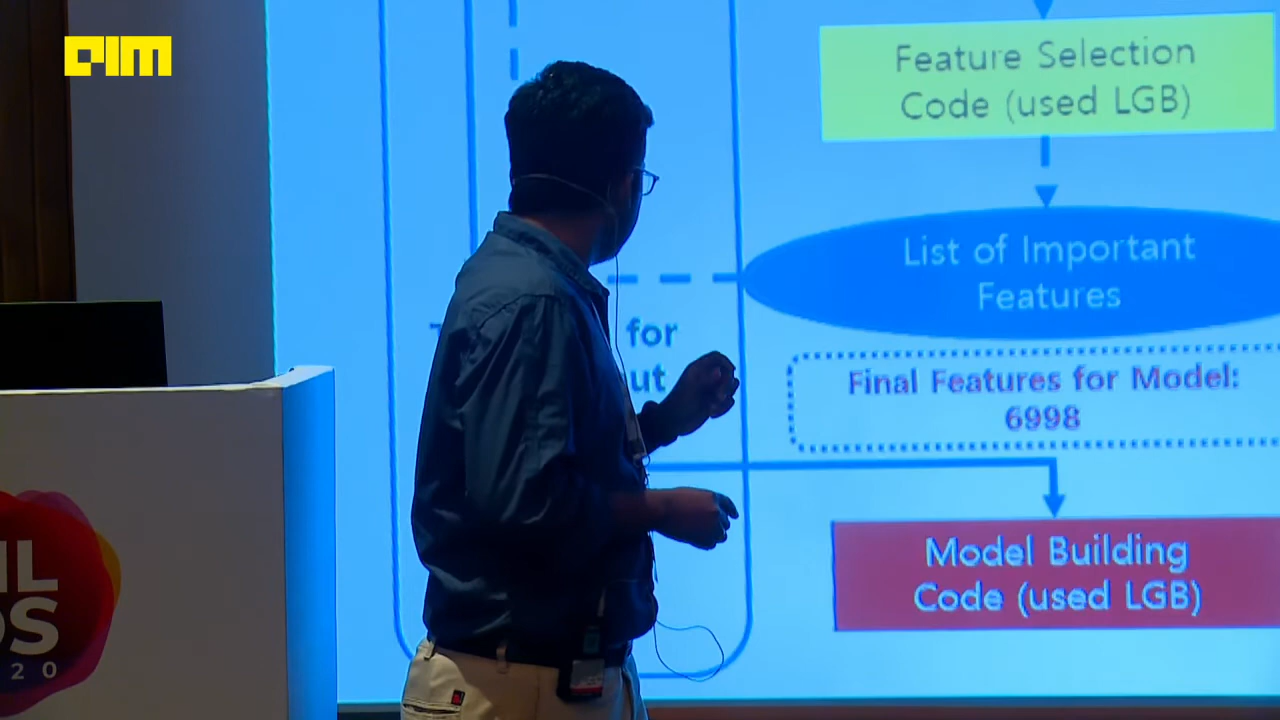 AIM
Feature Selection
Code (used LGB)
List of Important
Features
for
ut
Final Features for Model:
6998
Model Building
Code (used LGB)
IL
DS
20